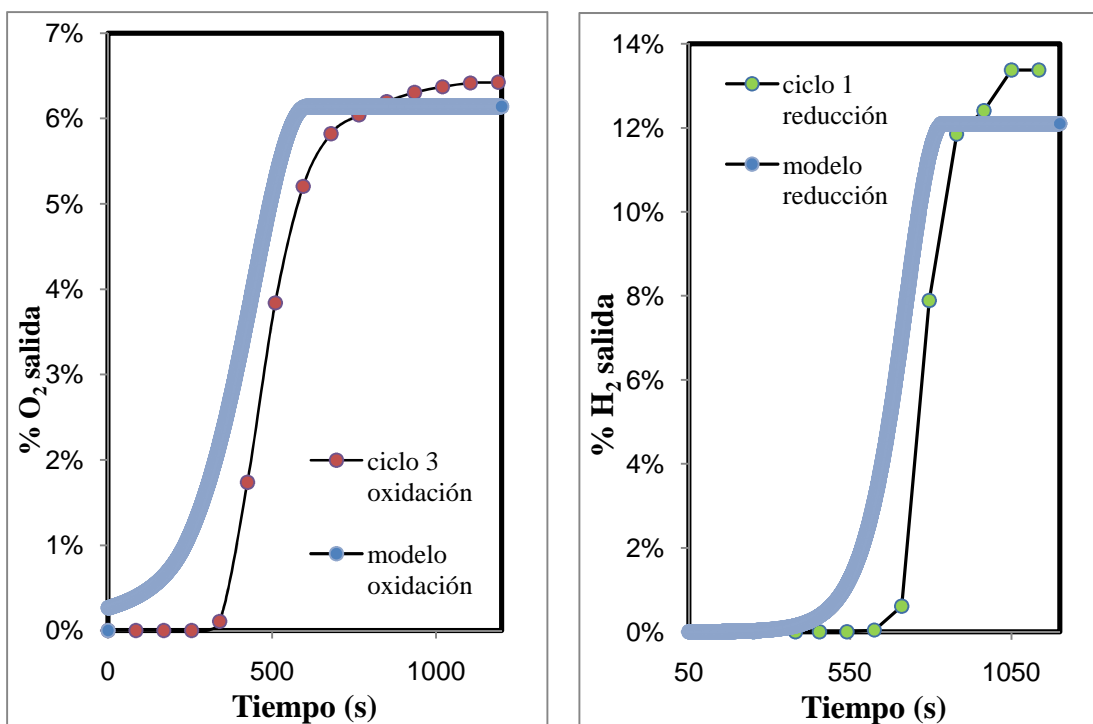 7%
6%
5%
4%
3%
2%
1%
0%
% O2 salida
ciclo 3
oxidación
modelo
oxidación
0
500
1000
Tiempo (s)
14%
12%
10%
8%
6%
4%
2%
0%
% H2 salida
ciclo 1
reducción
modelo
reducción
50
550
1050
Tiempo (s)